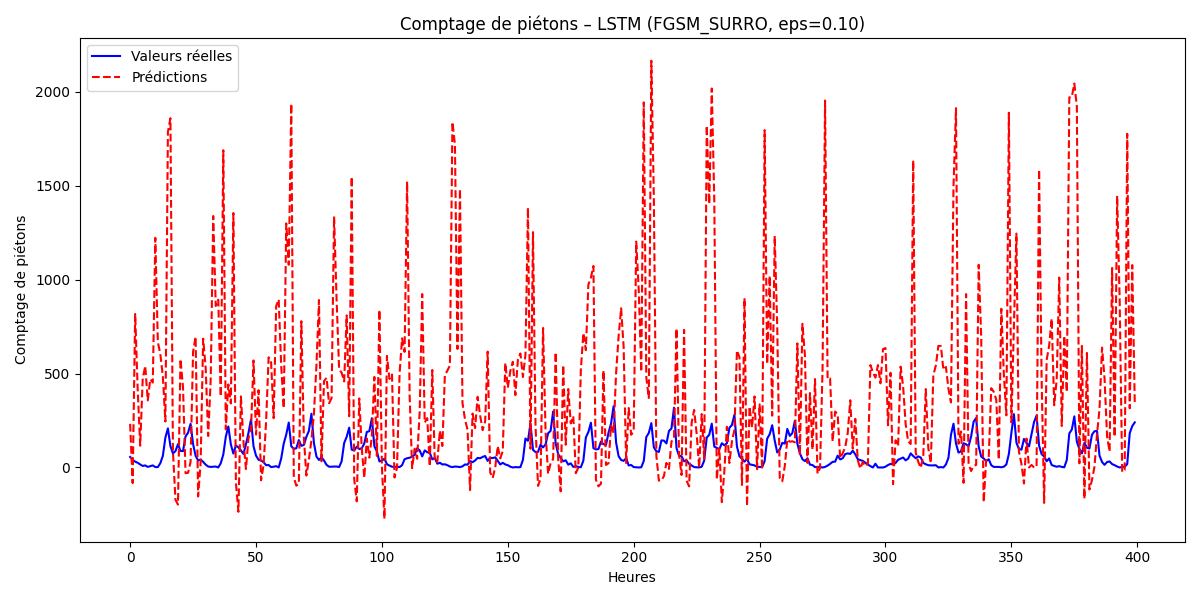 Comptage de piétons – LSTM (FGSM_SURRO, eps=0.10)
Valeurs réelles
Prédictions
Comptage de piétons
2000
1500
1000
500
0
0 50 100 150 200 250 300 350 400
Heures